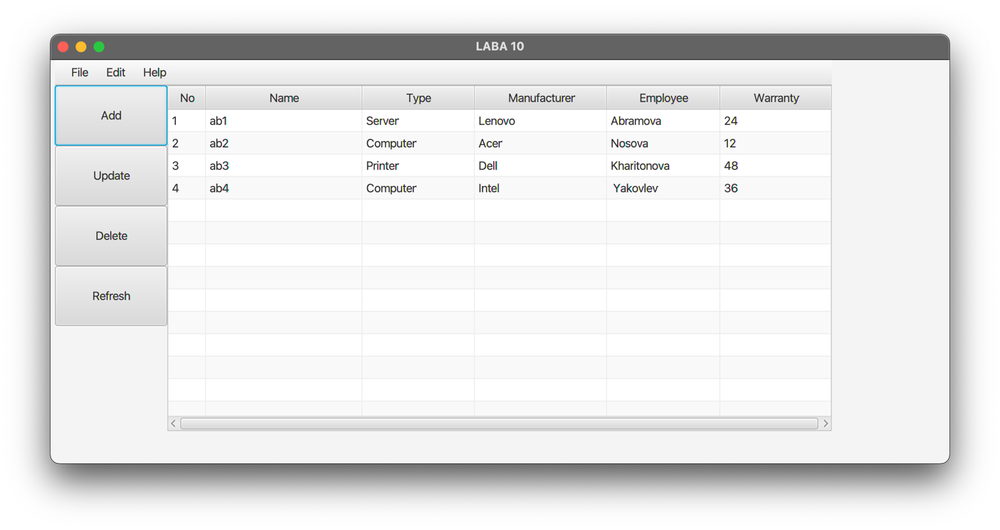 LABA 10
File Edit Help
Add
Update
Delete
Refresh
No Name Type Manufacturer Employee Warranty
1 ab1 Server Lenovo Abramova 24
2 ab2 Computer Acer Nosova 12
3 ab3 Printer Dell Kharitonova 48
4 ab4 Computer Intel Yakovlev 36